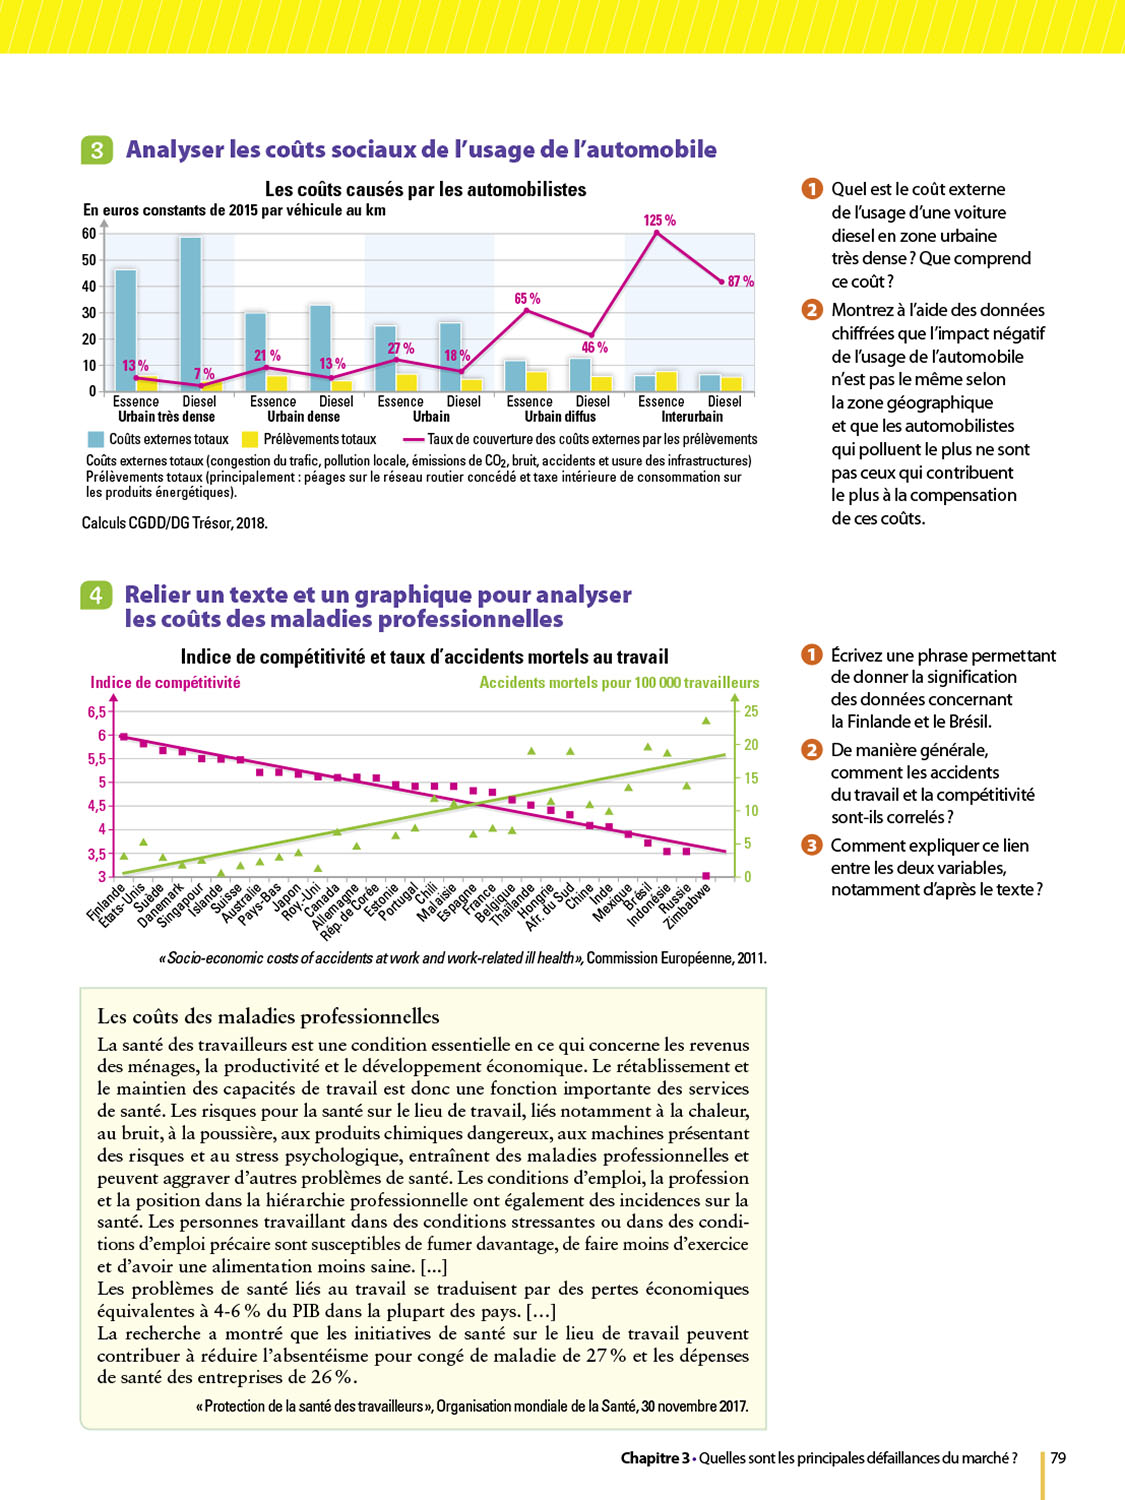 3 Analyser les coûts sociaux de l’usage de l’automobile
Les coûts causés par les automobilistes
En euros constants de 2015 par véhicule au km
60
50
40
30
20
10
0
13 %
7 %
21 %
13 %
27 %
18 %
65 %
46 %
125 %
87 %
Essence Diesel Essence Diesel Essence Diesel Essence Diesel Essence Diesel
Urbain très dense Urbain dense Urbain Urbain diffus Interurbain
Coûts externes totaux Prélèvements totaux Taux de couverture des coûts externes par les prélèvements
Coûts externes totaux (congestion du trafic, pollution locale, émissions de CO₂, bruit, accidents et usure des infrastructures)
Prélèvements totaux (principalement : péages sur le réseau routier concédé et taxe intérieure de consommation sur
les produits énergétiques).
Calculs CGDD/DG Trésor, 2018.
1 Quel est le coût externe
de l’usage d’une voiture
diesel en zone urbaine
très dense ? Que comprend
ce coût ?
2 Montrez à l’aide des données
chiffrées que l’impact négatif
de l’usage de l’automobile
n’est pas le même selon
la zone géographique
et que les automobilistes
qui polluent le plus ne sont
pas ceux qui contribuent
le plus à la compensation
de ces coûts.
4 Relier un texte et un graphique pour analyser
les coûts des maladies professionnelles
Indice de compétitivité et taux d’accidents mortels au travail
Indice de compétitivité Accidents mortels pour 100 000 travailleurs
6,5
6
5,5
5
4,5
4
3,5
3
25
20
15
10
5
0
Finlande
États-Unis
Suède
Danemark
Singapour
Islande
Suisse
Australie
Pays-Bas
Japon
Roy.-Uni
Canada
Allemagne
Rép. de Corée
Estonie
Portugal
Chili
Malaisie
Espagne
France
Belgique
Thaïlande
Hongrie
Afr. du Sud
Chine
Inde
Mexique
Brésil
Indonésie
Russie
Zimbabwe
« Socio-economic costs of accidents at work and work-related ill health », Commission Européenne, 2011.
1 Écrivez une phrase permettant
de donner la signification
des données concernant
la Finlande et le Brésil.
2 De manière générale,
comment les accidents
du travail et la compétitivité
sont-ils corrélés ?
3 Comment expliquer ce lien
entre les deux variables,
notamment d’après le texte ?
Les coûts des maladies professionnelles
La santé des travailleurs est une condition essentielle en ce qui concerne les revenus
des ménages, la productivité et le développement économique. Le rétablissement et
le maintien des capacités de travail est donc une fonction importante des services
de santé. Les risques pour la santé sur le lieu de travail, liés notamment à la chaleur,
au bruit, à la poussière, aux produits chimiques dangereux, aux machines présentant
des risques et au stress psychologique, entraînent des maladies professionnelles et
peuvent aggraver d’autres problèmes de santé. Les conditions d’emploi, la profession
et la position dans la hiérarchie professionnelle ont également des incidences sur la
santé. Les personnes travaillant dans des conditions stressantes ou dans des condi-
tions d’emploi précaire sont susceptibles de fumer davantage, de faire moins d’exercice
et d’avoir une alimentation moins saine. [...]
Les problèmes de santé liés au travail se traduisent par des pertes économiques
équivalentes à 4-6 % du PIB dans la plupart des pays. […]
La recherche a montré que les initiatives de santé sur le lieu de travail peuvent
contribuer à réduire l’absentéisme pour congé de maladie de 27 % et les dépenses
de santé des entreprises de 26 %.
« Protection de la santé des travailleurs », Organisation mondiale de la Santé, 30 novembre 2017.
Chapitre 3 • Quelles sont les principales défaillances du marché ? 79